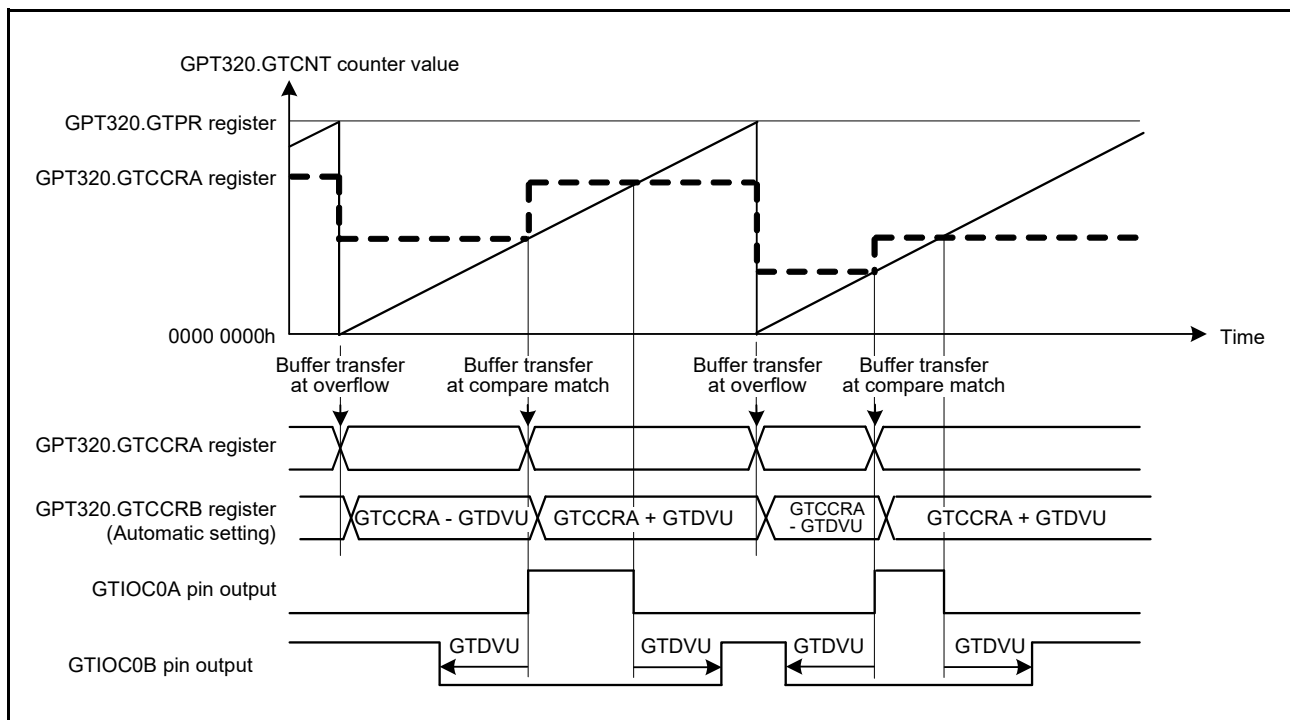 GPT320.GTCNT counter value
GPT320.GTPR register
GPT320.GTCCRA register
0000 0000h
Time
Buffer transfer
at overflow
Buffer transfer
at compare match
Buffer transfer
at overflow
Buffer transfer
at compare match
GPT320.GTCCRA register
GPT320.GTCCRB register
(Automatic setting)
GTCCRA - GTDVU
GTCCRA + GTDVU
GTCCRA
- GTDVU
GTCCRA + GTDVU
GTIOC0A pin output
GTIOC0B pin output
GTDVU
GTDVU
GTDVU
GTDVU